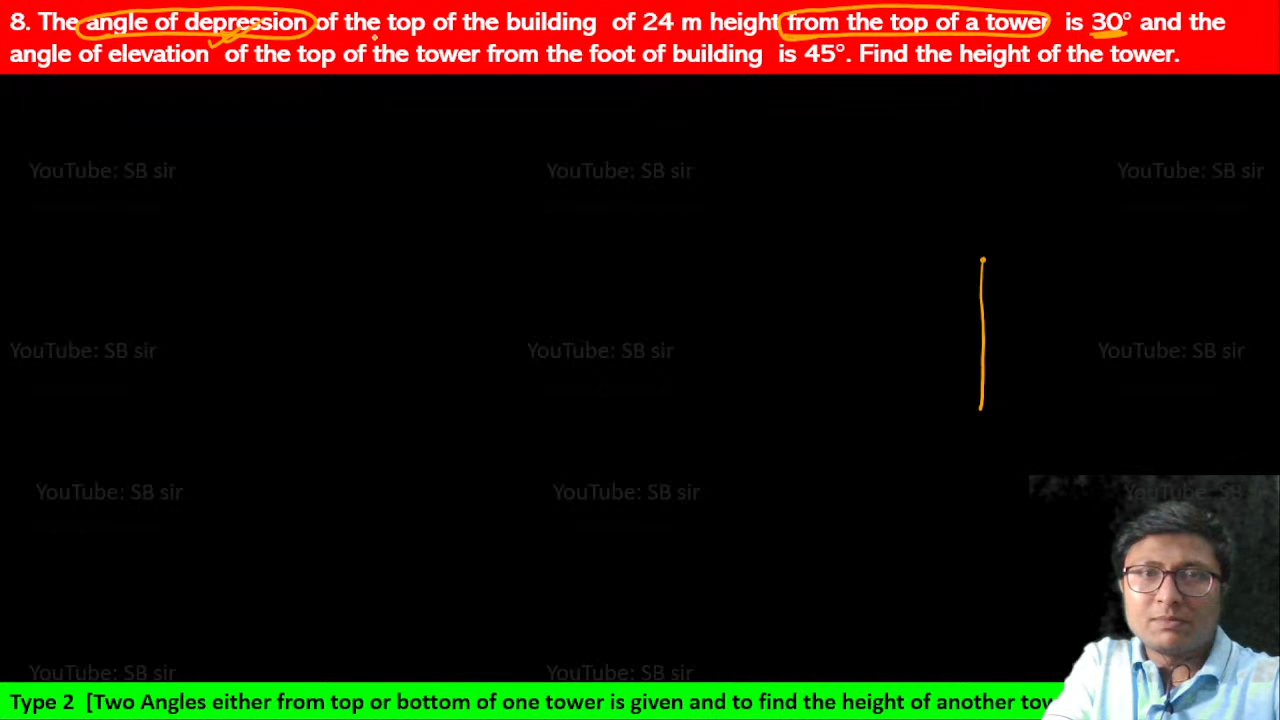 8. The angle of depression of the top of the building of 24 m height from the top of a tower is 30° and the
angle of elevation of the top of the tower from the foot of building is 45°. Find the height of the tower.
YouTube: SB sir YouTube: SB sir YouTube: SB sir
YouTube: SB sir YouTube: SB sir YouTube: SB sir
YouTube: SB sir YouTube: SB sir YouTube: SB
YouTube: SB sir YouTube: SB sir
Type 2 [Two Angles either from top or bottom of one tower is given and to find the height of another tow